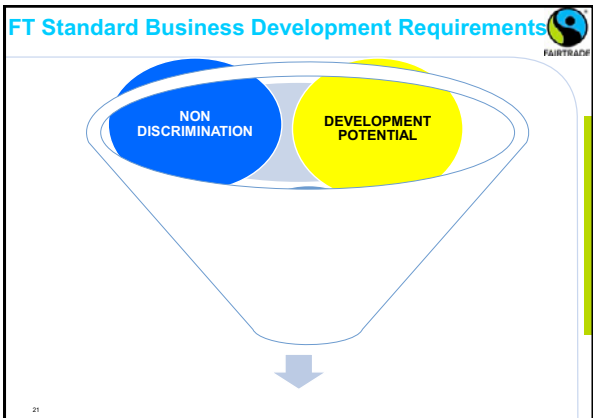 FT Standard Business Development Requirements
FAIRTRADE
NON
DISCRIMINATION
DEVELOPMENT
POTENTIAL
21